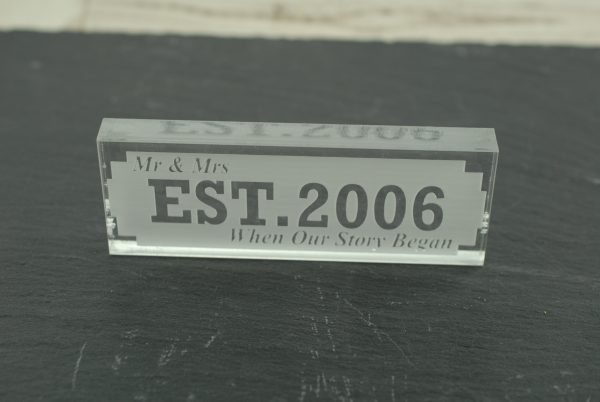 Mr & Mrs
EST.2006
When Our Story Began